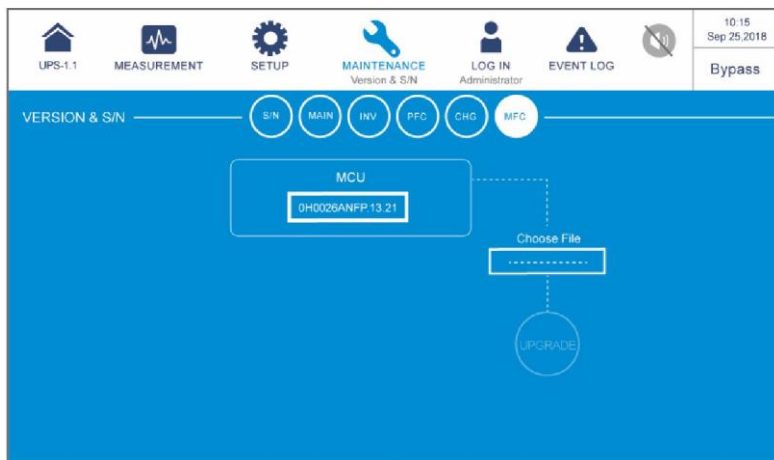 10:15
Sep 25,2018
UPS-1.1
MEASUREMENT
SETUP
MAINTENANCE
Version & S/N
LOG IN
Administrator
EVENT LOG
Bypass
VERSION & S/N
S/N
MAIN
INV
PFC
CHG
MFC
MCU
0H0026ANFP.13.21
Choose File
--------------
UPGRADE